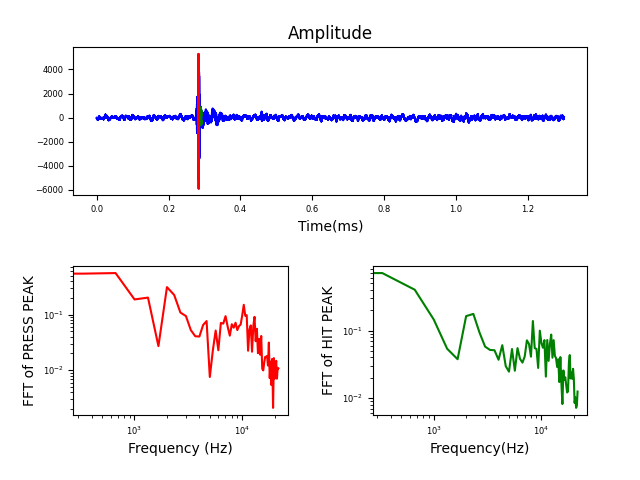 Amplitude
4000
2000
0
−2000
−4000
−6000
0.0 0.2 0.4 0.6 0.8 1.0 1.2
Time(ms)
FFT of PRESS PEAK
10⁻¹
10⁻²
10³ 10⁴
Frequency (Hz)
FFT of HIT PEAK
10⁻¹
10⁻²
10³ 10⁴
Frequency(Hz)